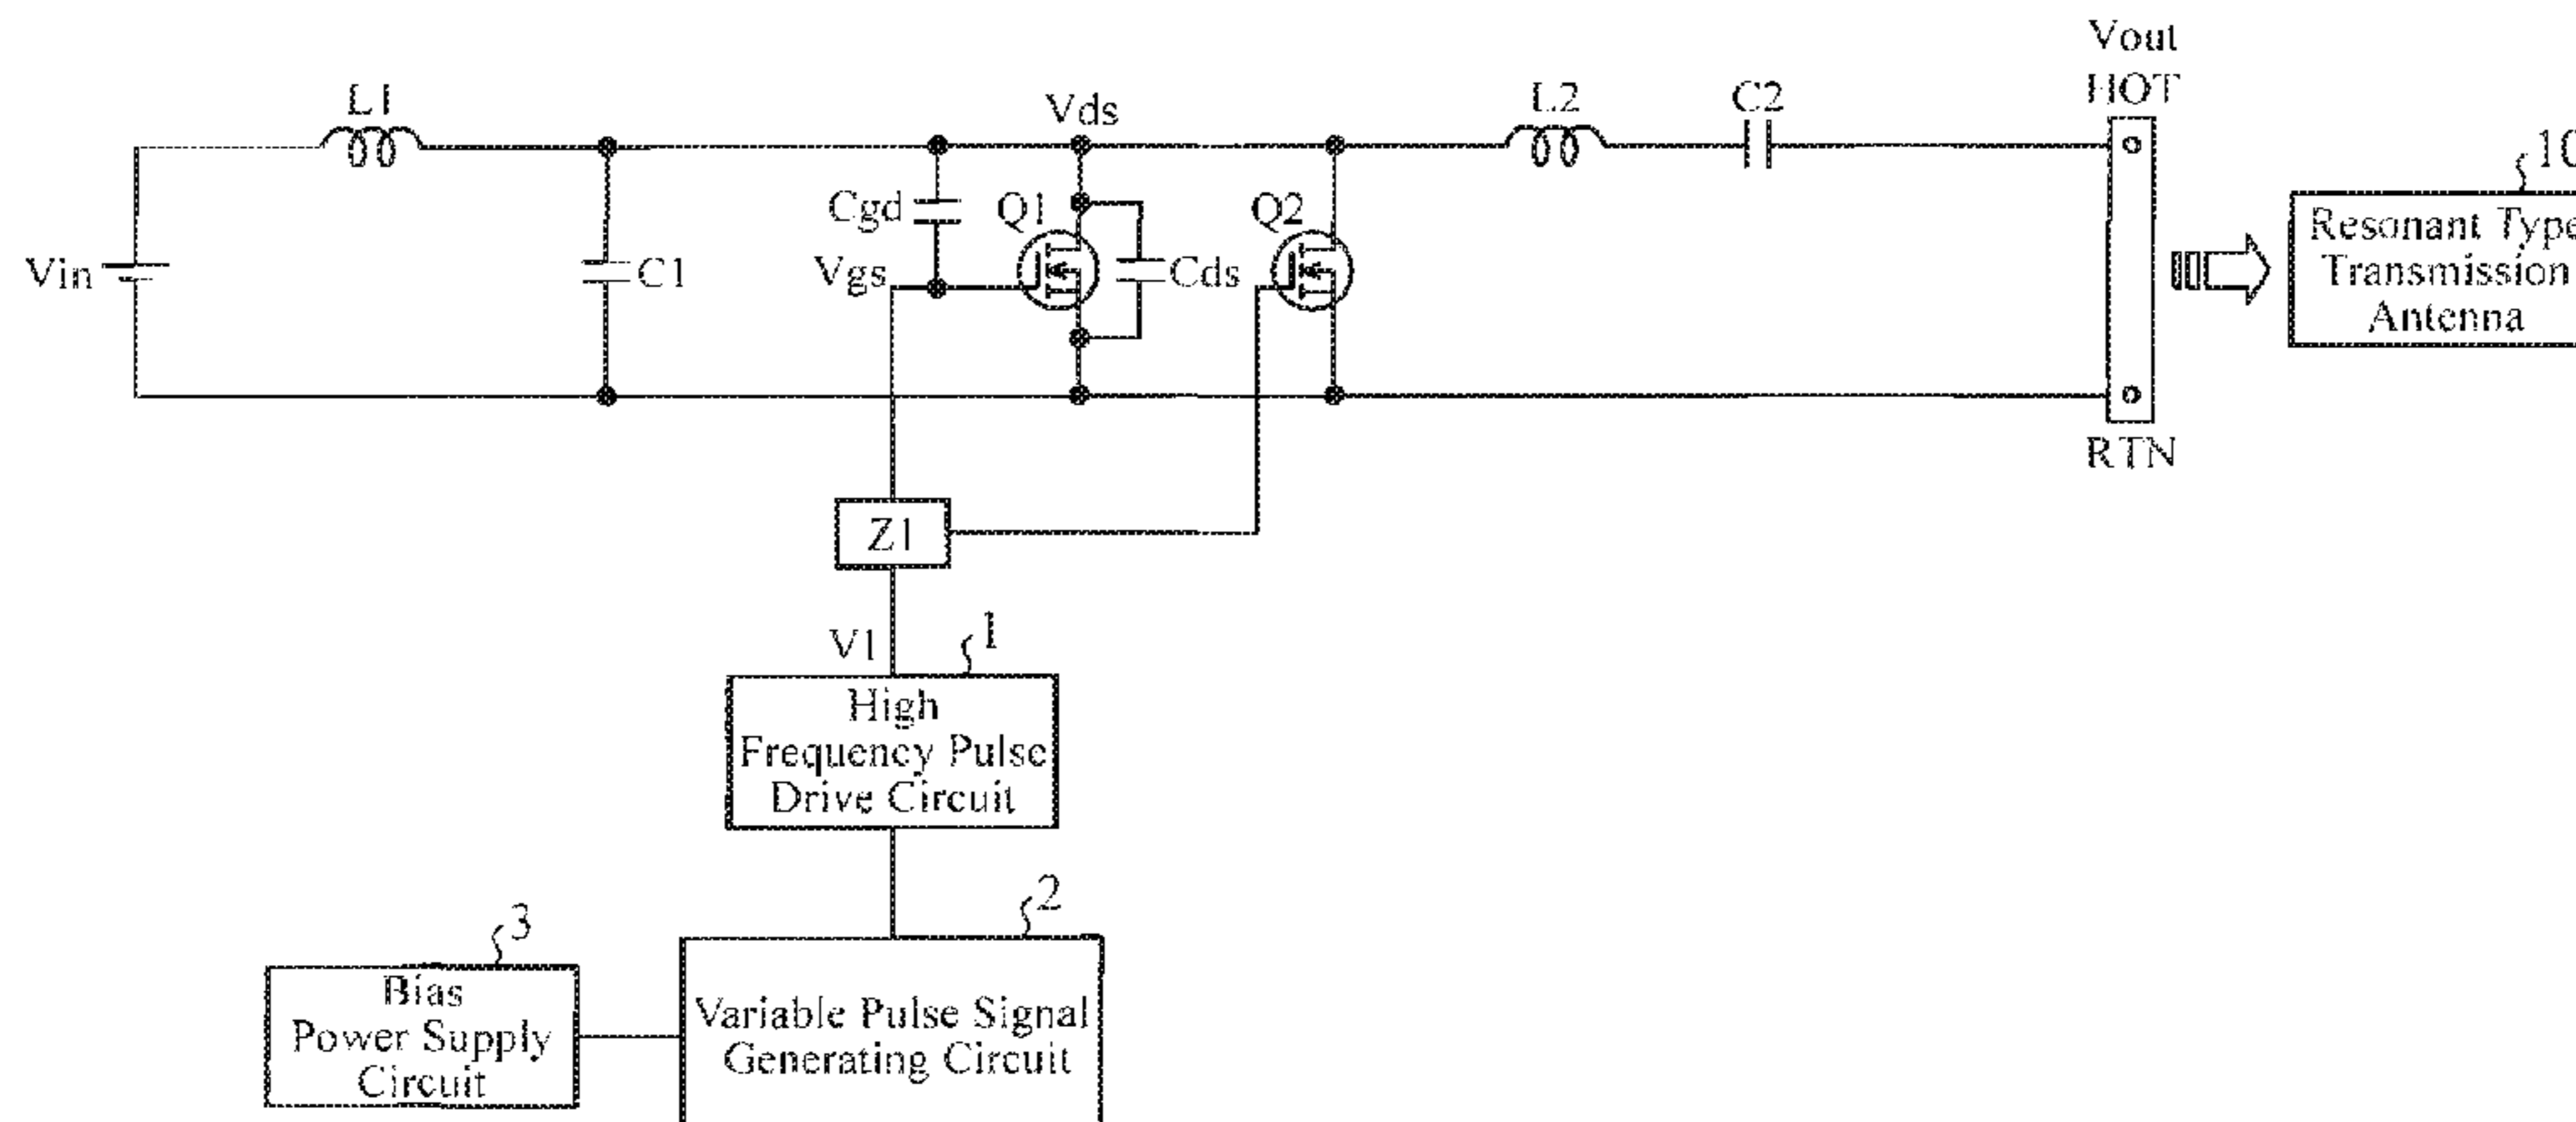 Vout
HOT
L1
Vds
L2
C2
10
Cgd
Q1
Q2
Resonant Type
Transmission
Antenna
Vin
C1
Vgs
Cds
RTN
Z1
V1
1
High
Frequency Pulse
Drive Circuit
2
3
Bias
Power Supply
Circuit
Variable Pulse Signal
Generating Circuit